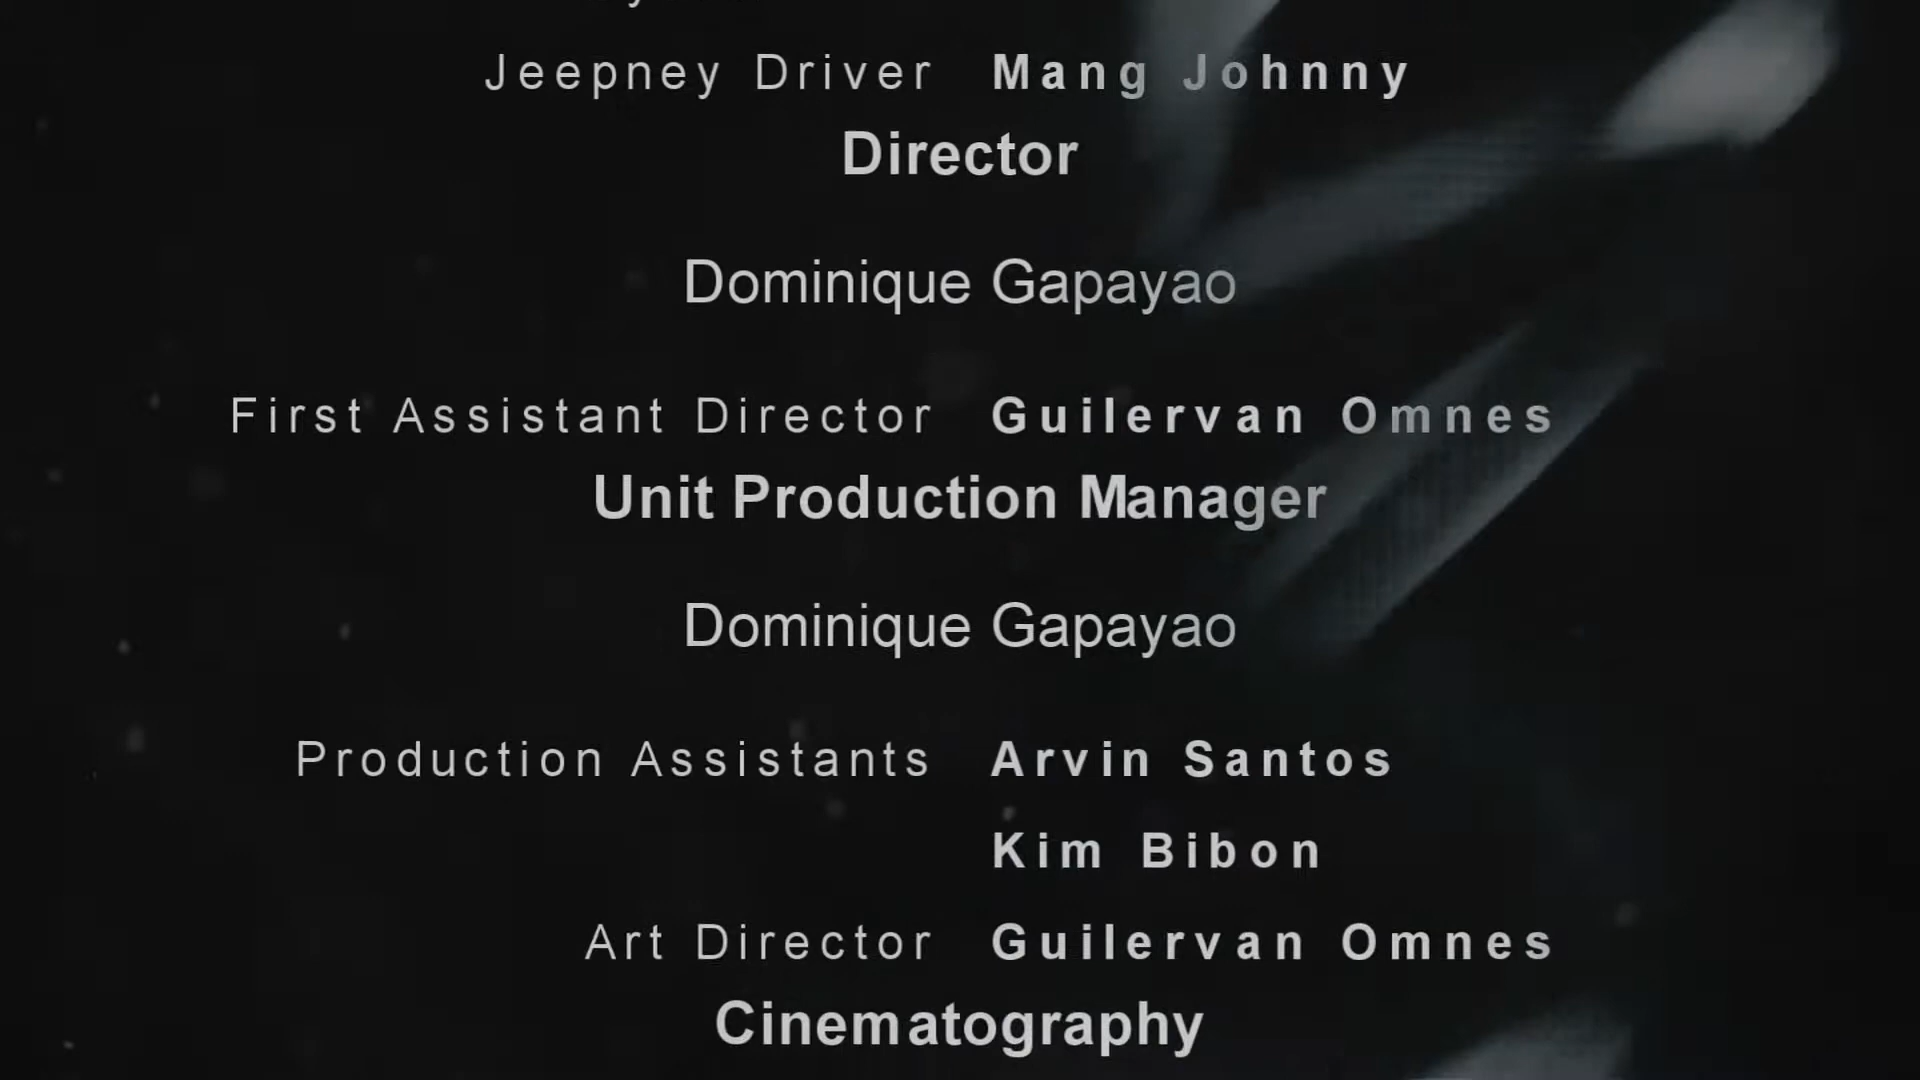 Jeepney Driver Mang Johnny
Director
Dominique Gapayao
First Assistant Director Guilervan Omnes
Unit Production Manager
Dominique Gapayao
Production Assistants Arvin Santos
Kim Bibon
Art Director Guilervan Omnes
Cinematography